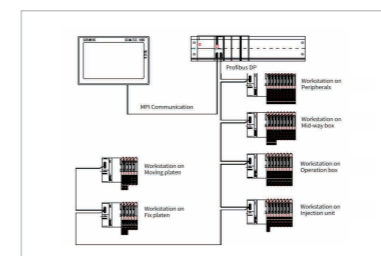 SIEMENS
Profibus DP
MPI Communication
Workstation on
Peripherals
Workstation on
Mid-way box
Workstation on
Moving platen
Workstation on
Operation box
Workstation on
Fix platen
Workstation on
Injection unit